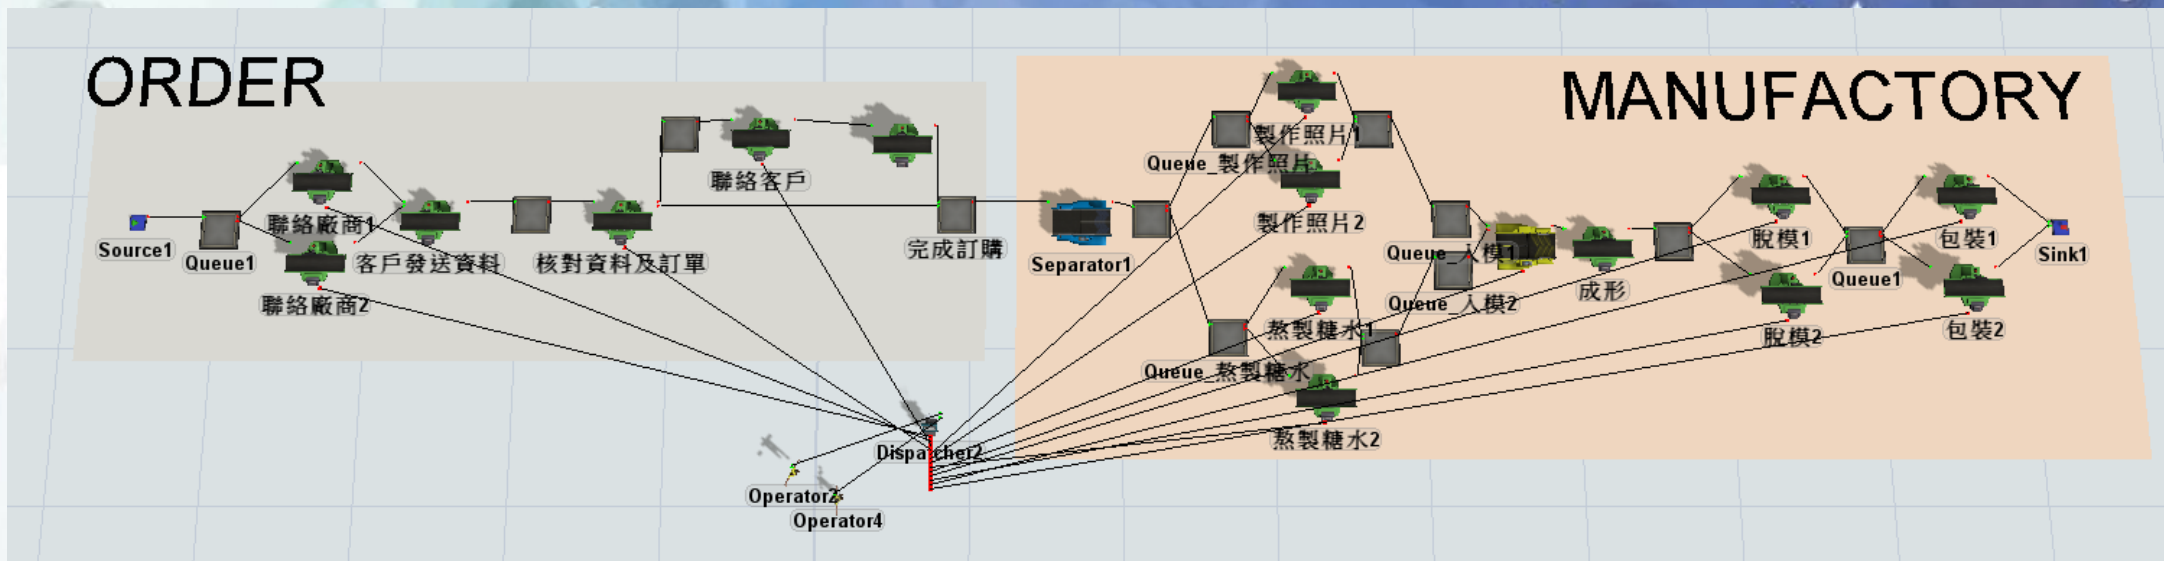 ORDER
MANUFACTORY
Source1
Queue1
聯絡廠商1
聯絡廠商2
客戶發送資料
核對資料及訂單
聯絡客戶
完成訂購
Separator1
Queue_製作照片
製作照片1
製作照片2
Queue_熬製糖水
熬製糖水1
熬製糖水2
Queue_入模1
Queue_入模2
成形
脫模1
脫模2
Queue1
包裝1
包裝2
Sink1
Dispatcher2
Operator2
Operator4